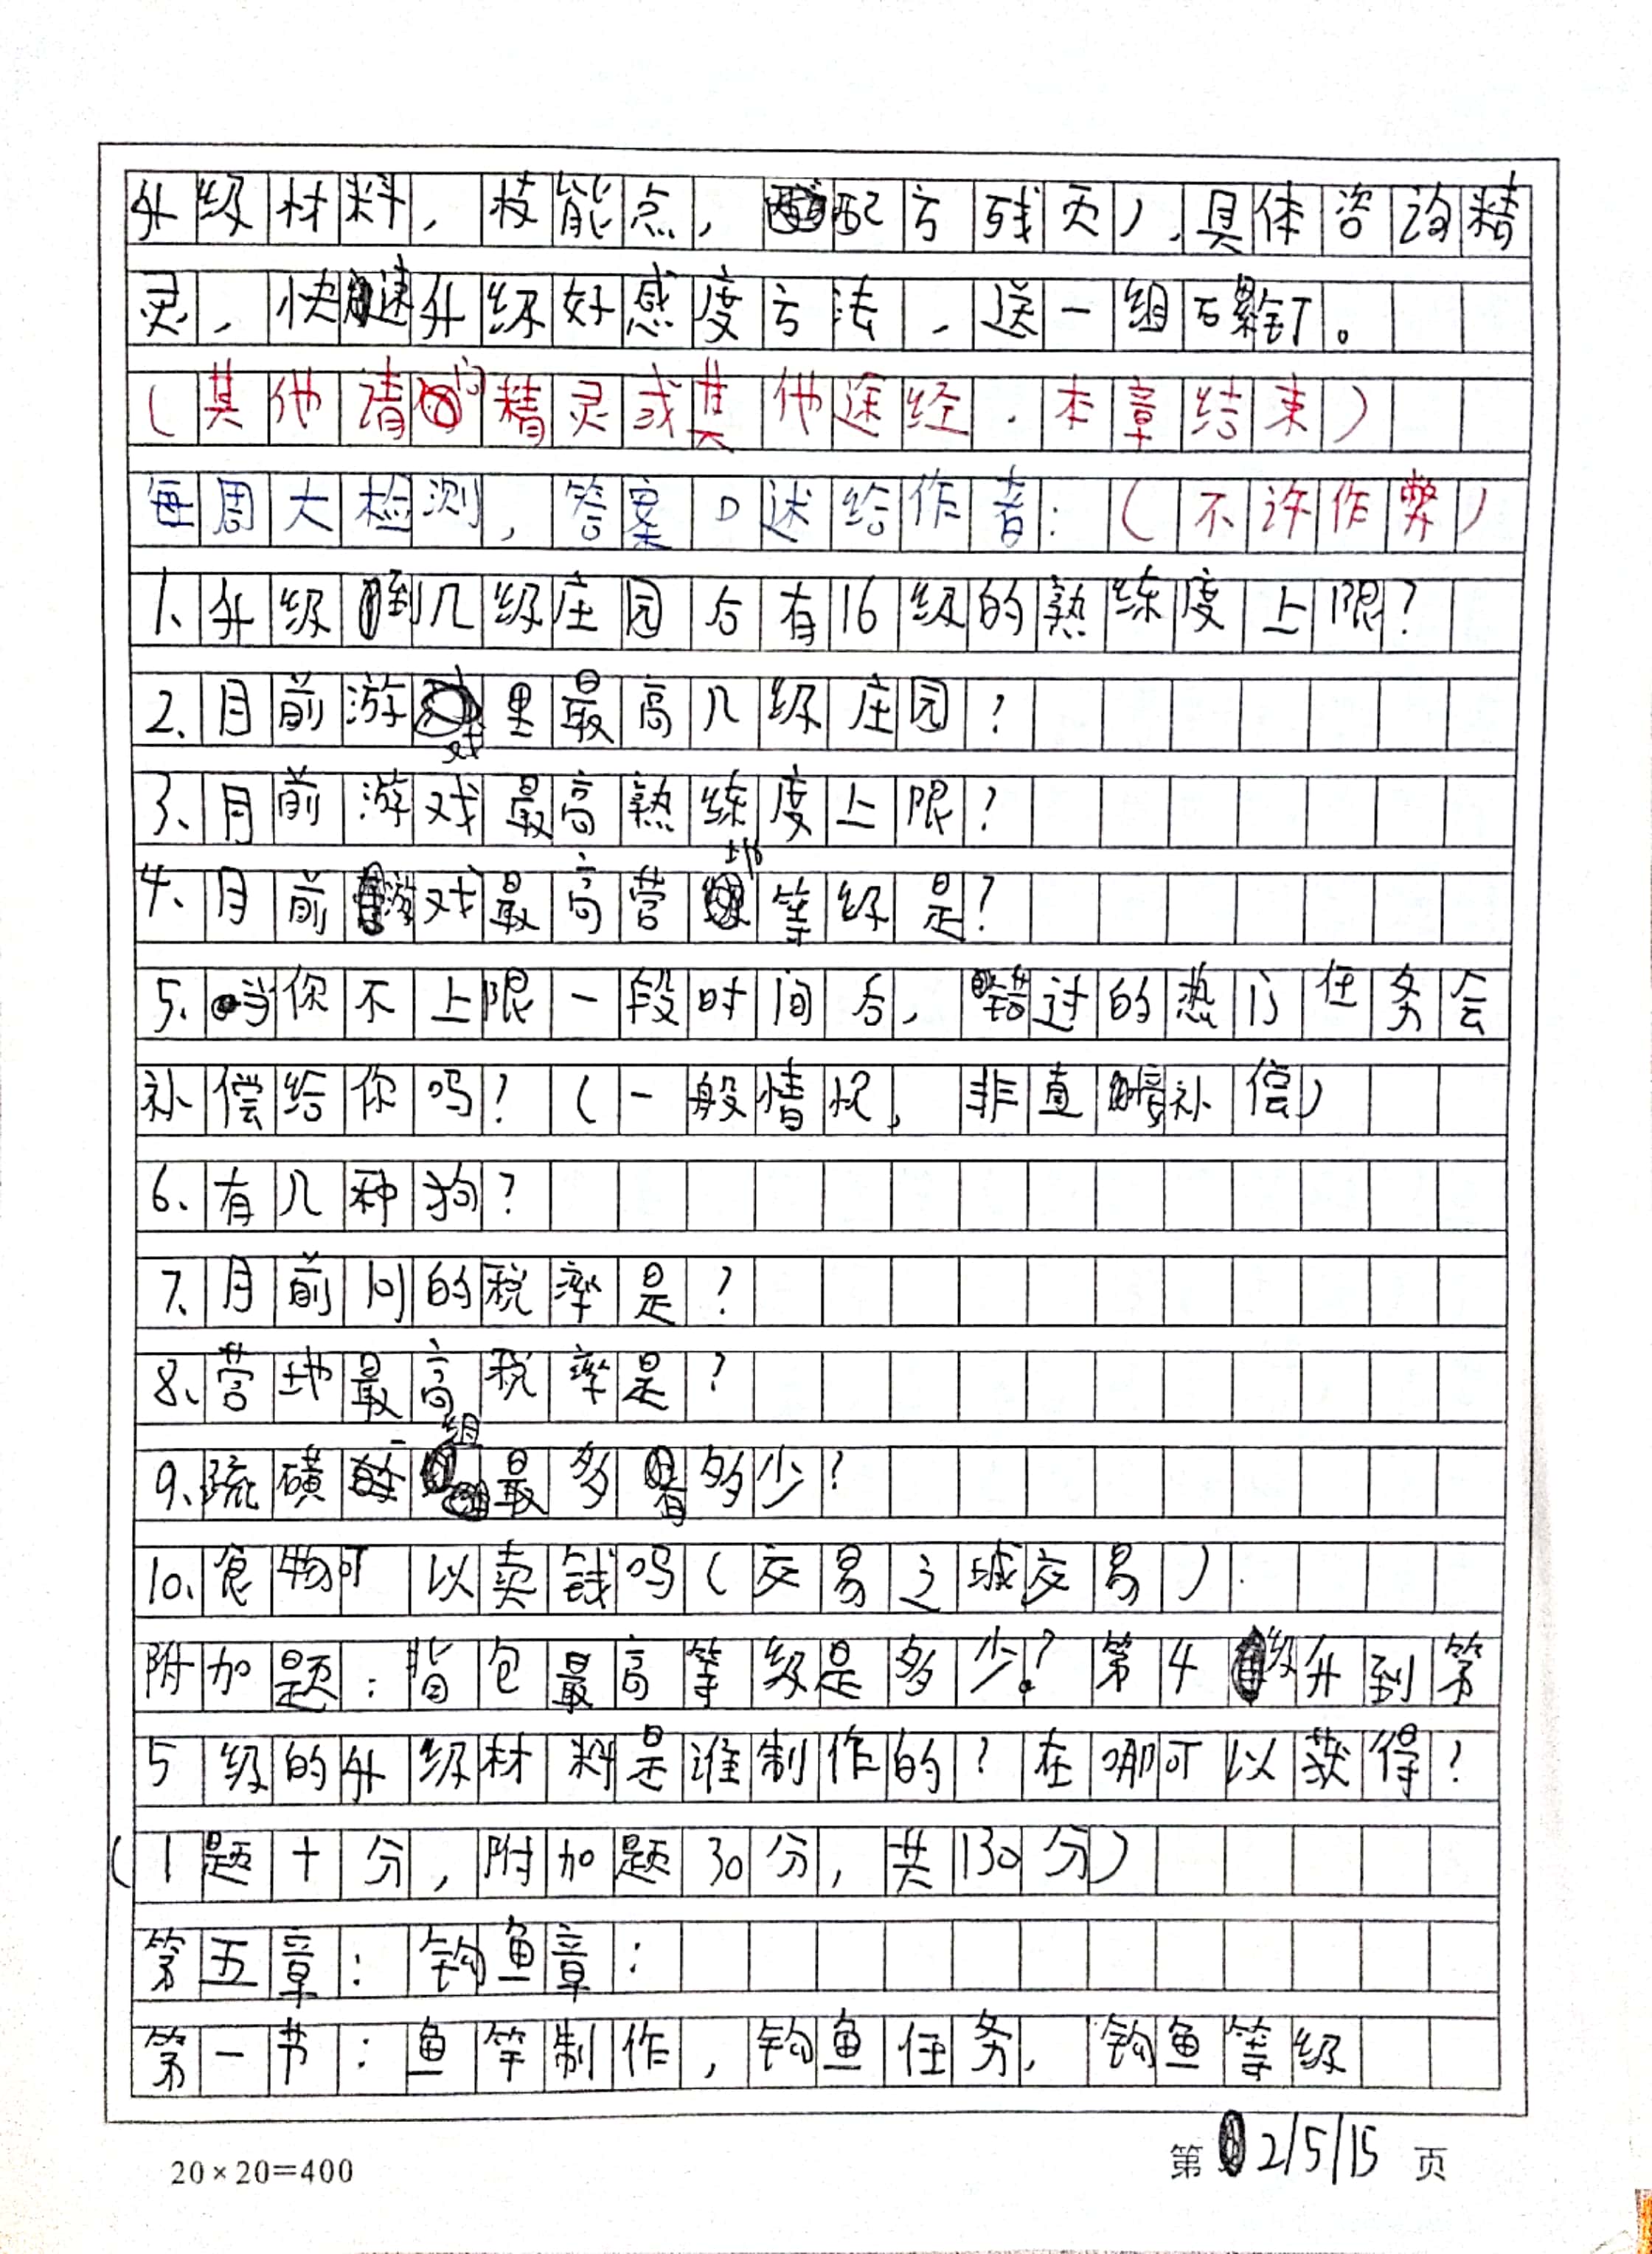 升级材料，技能点，配方残页），具体咨询精
灵，快速升级好感度方法，送一组螺钉。
（其他请问精灵或其他途经．本章结束）
每周大检测，答案口述给作者：（不许作弊）
1、升级到几级庄园后有16级的熟练度上限？
2、目前游戏里最高几级庄园？
3、目前游戏最高熟练度上限？
4、目前游戏最高营地等级是？
5、当你不上限一段时间后，错过的热门任务会
补偿给你吗？（一般情况，非直接补偿）
6、有几种狗？
7、目前问的税率是？
8、营地最高税率是？
9、硫磺一组最多有多少？
10、食物可以卖钱吗（交易之城交易）．
附加题：背包最高等级是多少？第4级升到第
5级的升级材料是谁制作的？在哪可以获得？
（1题十分，附加题30分，共130分）
第五章：钓鱼章：
第一节：鱼竿制作，钓鱼任务，钓鱼等级
20×20=400
第2/5/15页